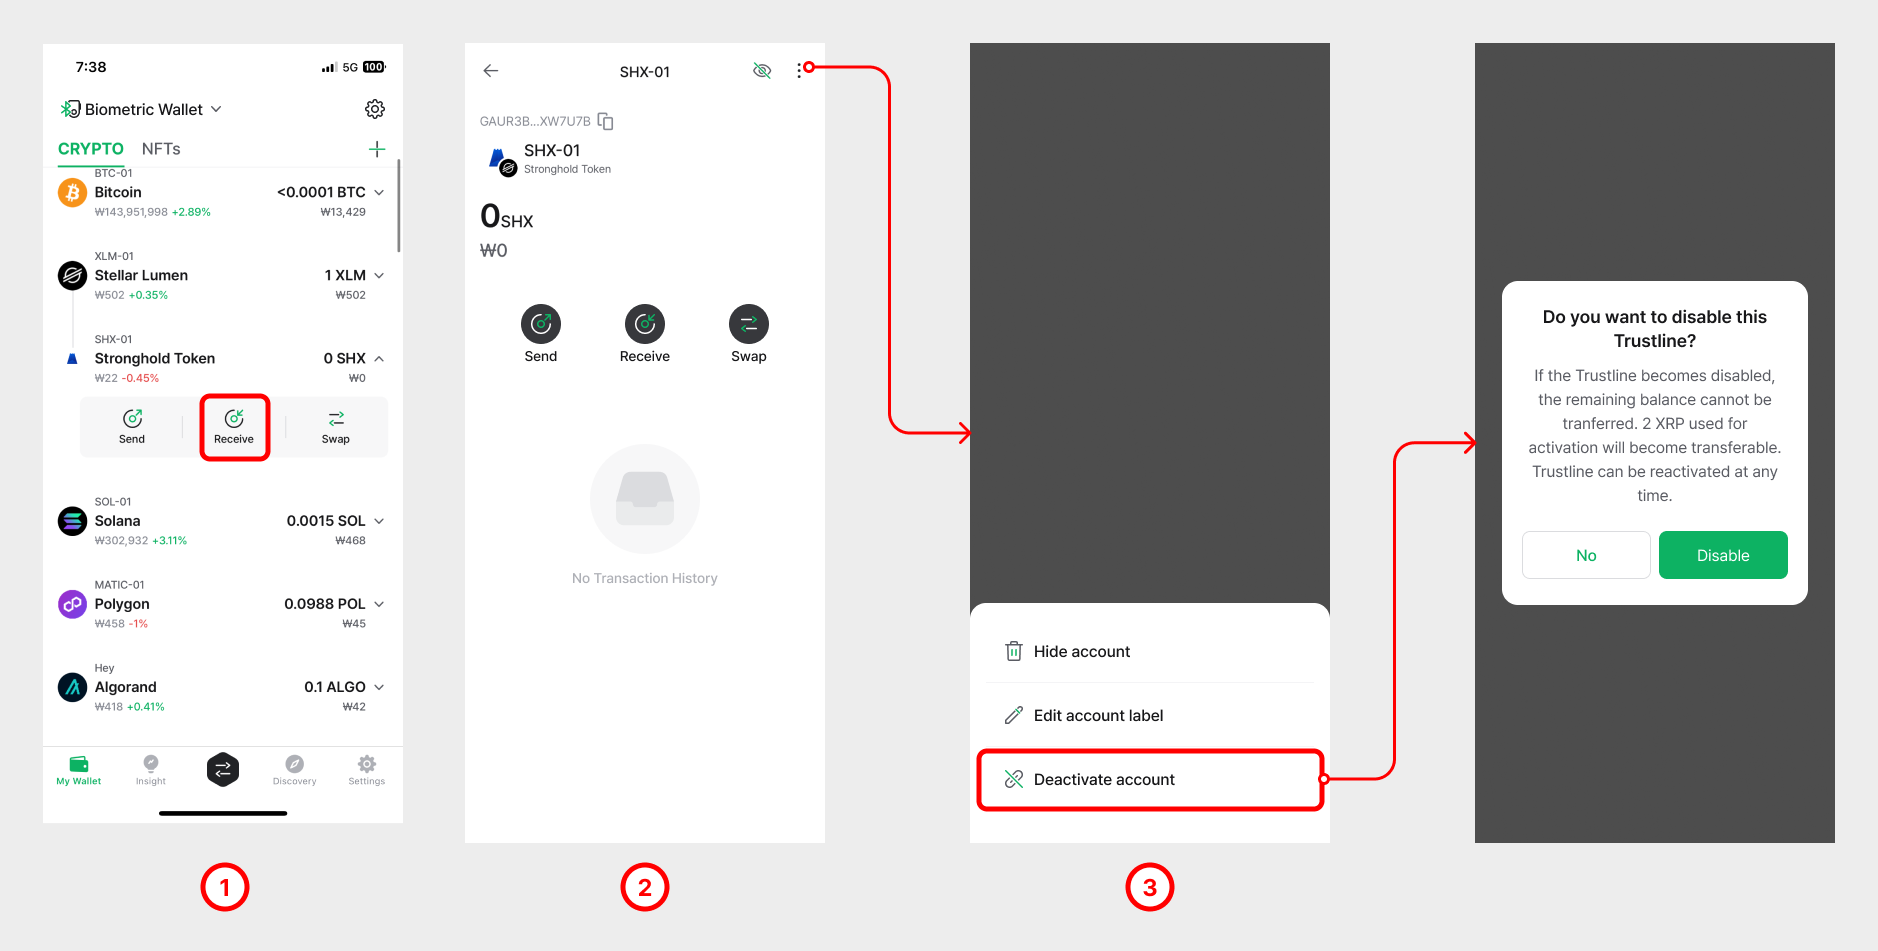 7:38
5G 100
Biometric Wallet
CRYPTO NFTs
BTC-01
Bitcoin <0.0001 BTC
₩143,951,998 +2.89% ₩13,429
XLM-01
Stellar Lumen 1 XLM
₩502 +0.35% ₩502
SHX-01
Stronghold Token 0 SHX
₩22 -0.45% ₩0
Send Receive Swap
SOL-01
Solana 0.0015 SOL
₩302,932 +3.11% ₩468
MATIC-01
Polygon 0.0988 POL
₩458 -1% ₩45
Hey
Algorand 0.1 ALGO
₩418 +0.41% ₩42
My Wallet Insight Discovery Settings
1
SHX-01
GAUR3B...XW7U7B
SHX-01
Stronghold Token
0SHX
₩0
Send Receive Swap
No Transaction History
2
Hide account
Edit account label
Deactivate account
3
Do you want to disable this
Trustline?
If the Trustline becomes disabled,
the remaining balance cannot be
tranferred. 2 XRP used for
activation will become transferable.
Trustline can be reactivated at any
time.
No Disable